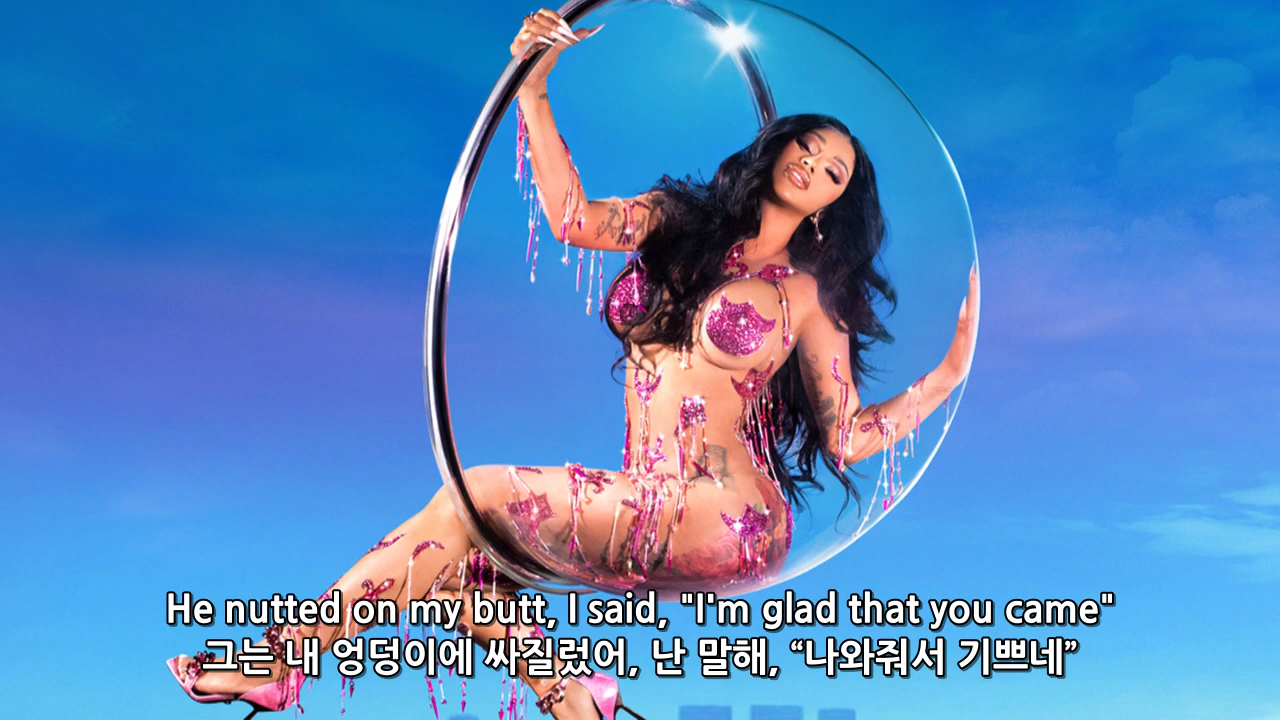 He nutted on my butt, I said, "I'm glad that you came"
그는 내 엉덩이에 싸질렀어, 난 말해, “나와줘서 기쁘네”